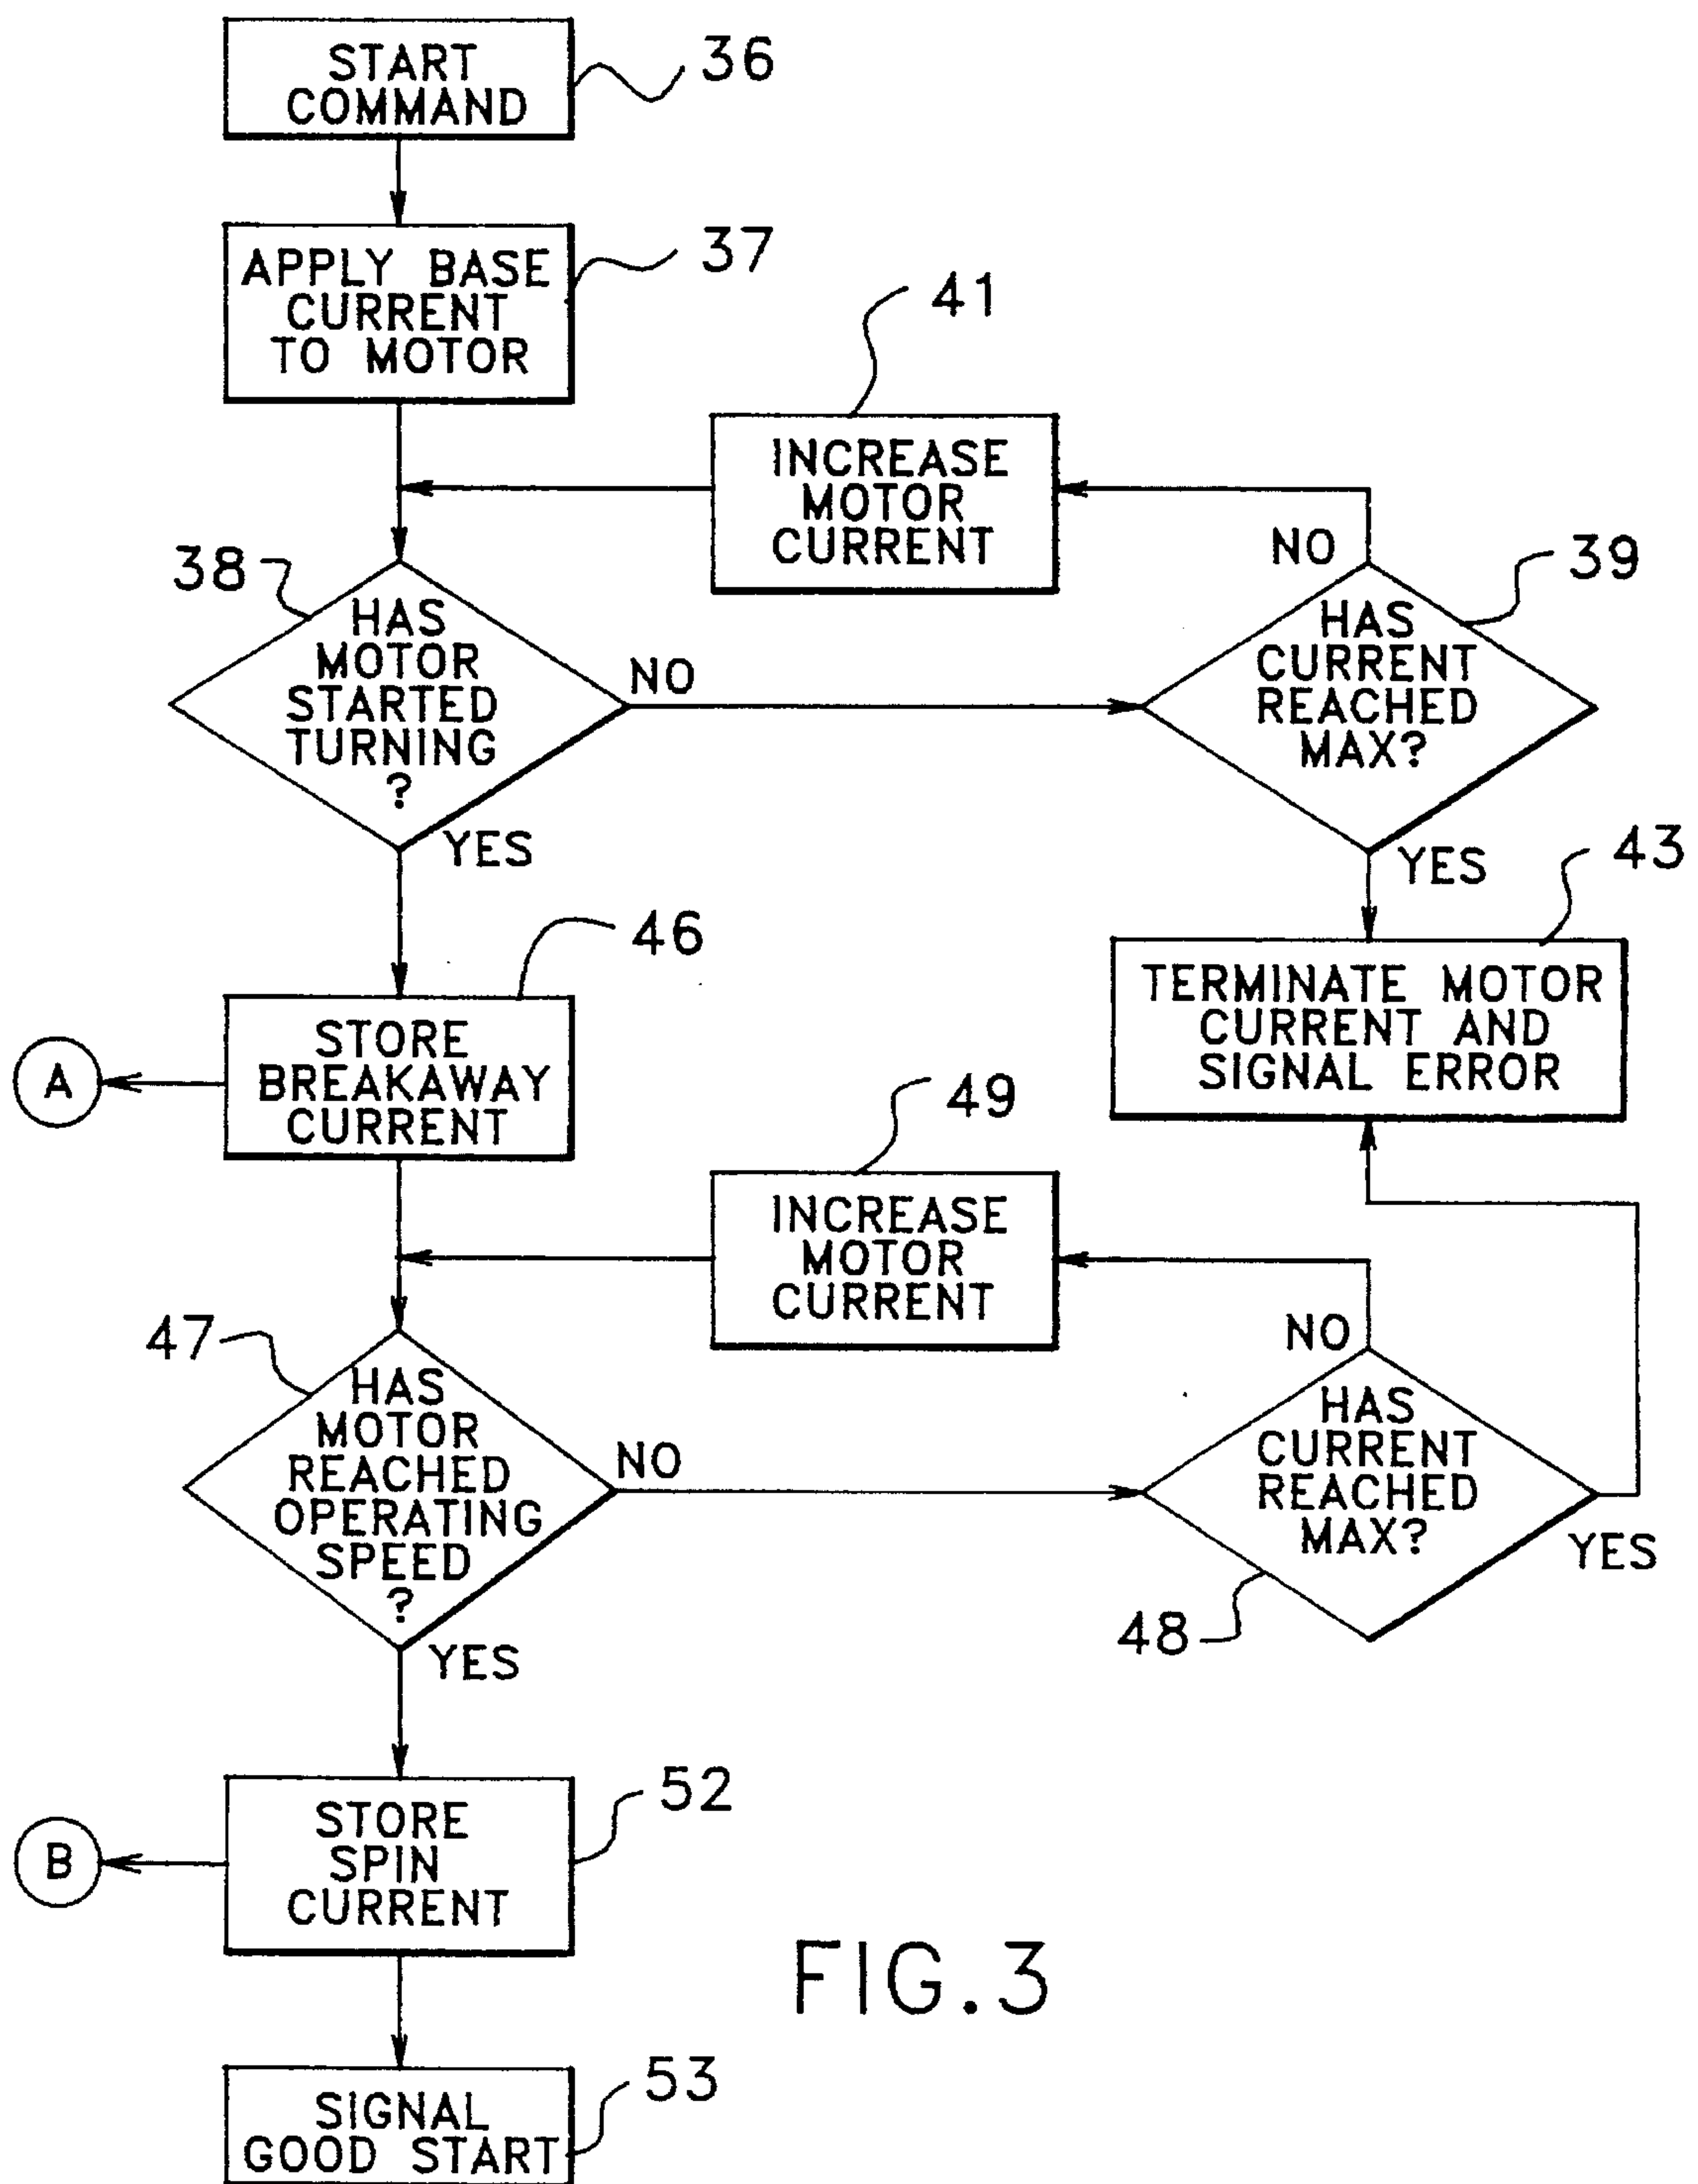 START
COMMAND
36
APPLY BASE
CURRENT
TO MOTOR
37
41
INCREASE
MOTOR
CURRENT
38
HAS
MOTOR
STARTED
TURNING
?
NO
YES
NO
39
HAS
CURRENT
REACHED
MAX?
YES
43
TERMINATE MOTOR
CURRENT AND
SIGNAL ERROR
46
A
STORE
BREAKAWAY
CURRENT
49
INCREASE
MOTOR
CURRENT
47
HAS
MOTOR
REACHED
OPERATING
SPEED
?
NO
YES
NO
HAS
CURRENT
REACHED
MAX?
YES
48
52
B
STORE
SPIN
CURRENT
53
SIGNAL
GOOD START
FIG.3